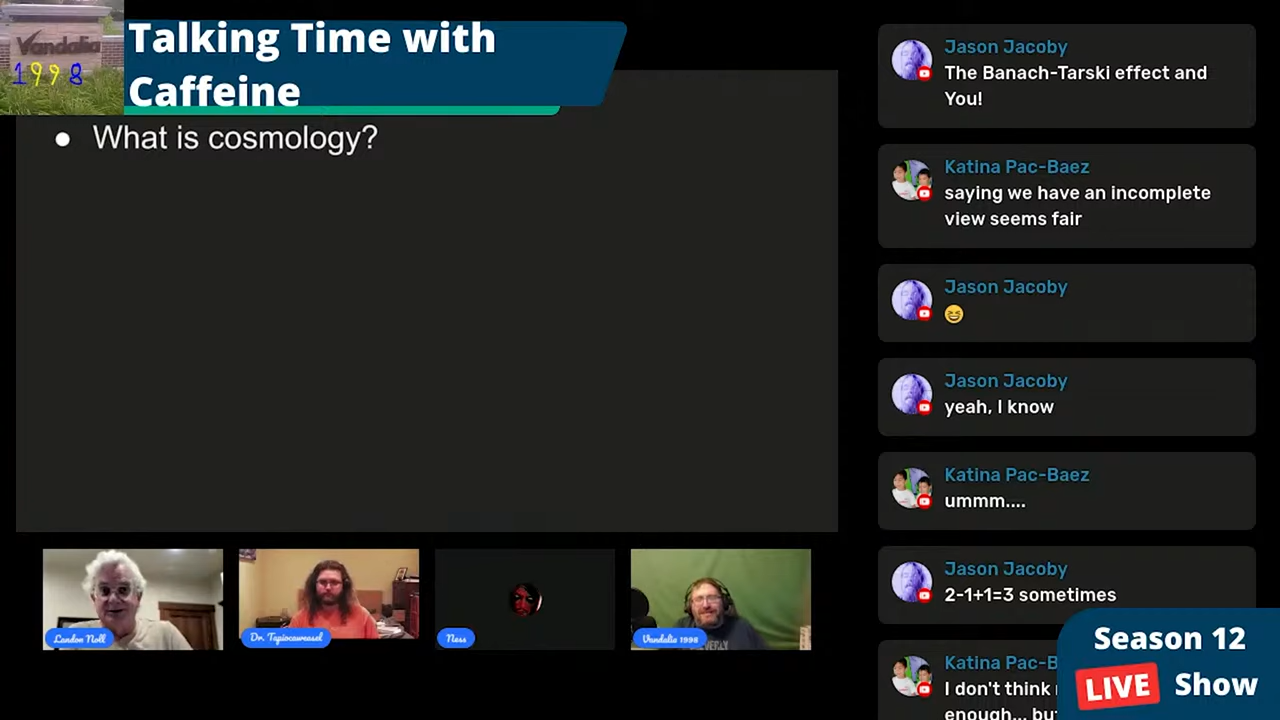 Vandalia
1998
Talking Time with
Caffeine
● What is cosmology?
Landon Noll
Dr. Tapiocaweasel
Ness
Vandalia 1998
Jason Jacoby
The Banach-Tarski effect and
You!
Katina Pac-Baez
saying we have an incomplete
view seems fair
Jason Jacoby
😆
Jason Jacoby
yeah, I know
Katina Pac-Baez
ummm....
Jason Jacoby
2-1+1=3 sometimes
Katina Pac-B
I don't think
enough...
Season 12
LIVE Show